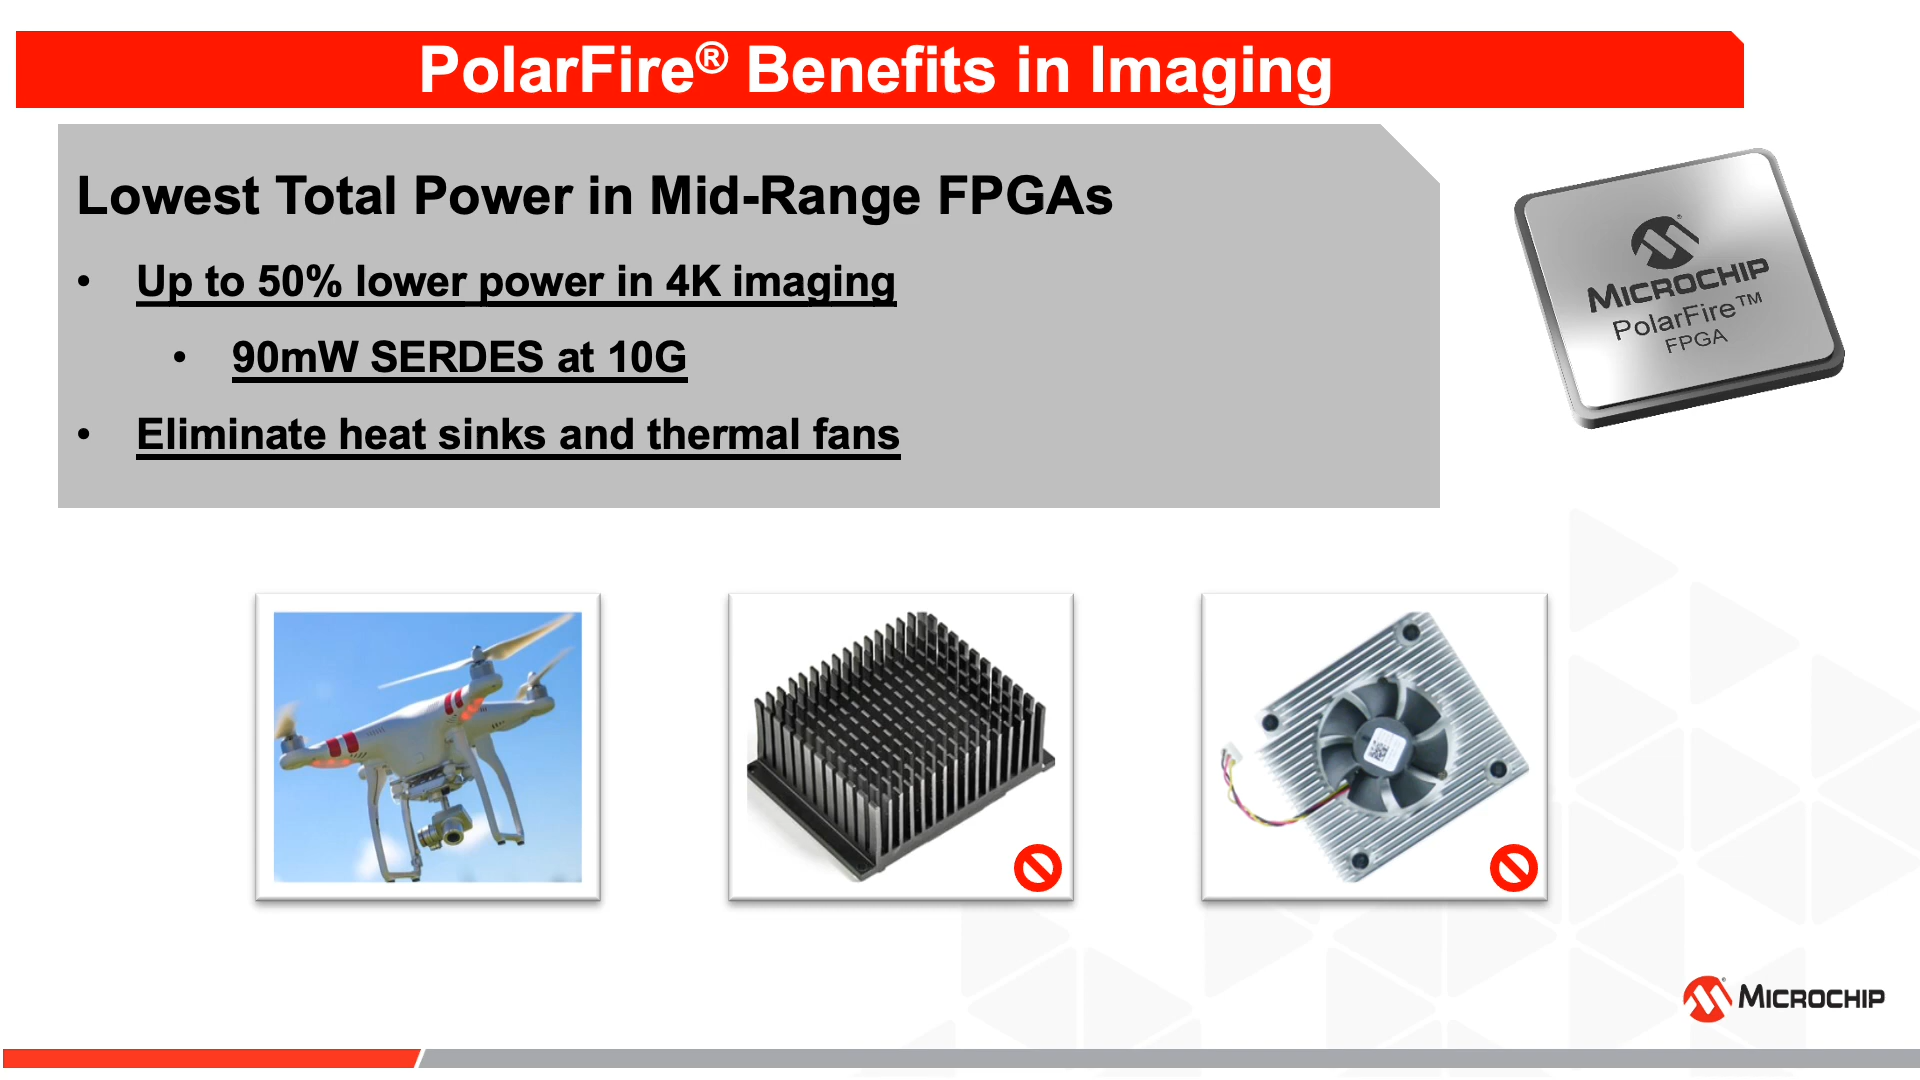 PolarFire® Benefits in Imaging
Lowest Total Power in Mid-Range FPGAs
• Up to 50% lower power in 4K imaging
• 90mW SERDES at 10G
• Eliminate heat sinks and thermal fans
MICROCHIP
PolarFire™
FPGA
MICROCHIP